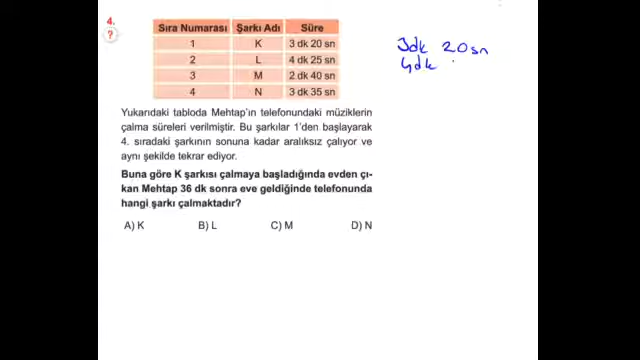 4.
?
Sıra Numarası Şarkı Adı Süre
1 K 3 dk 20 sn
2 L 4 dk 25 sn
3 M 2 dk 40 sn
4 N 3 dk 35 sn
3dk 20sn
4dk
Yukarıdaki tabloda Mehtap'ın telefonundaki müziklerin
çalma süreleri verilmiştir. Bu şarkılar 1'den başlayarak
4. sıradaki şarkının sonuna kadar aralıksız çalıyor ve
aynı şekilde tekrar ediyor.
Buna göre K şarkısı çalmaya başladığında evden çı-
kan Mehtap 36 dk sonra eve geldiğinde telefonunda
hangi şarkı çalmaktadır?
A) K B) L C) M D) N